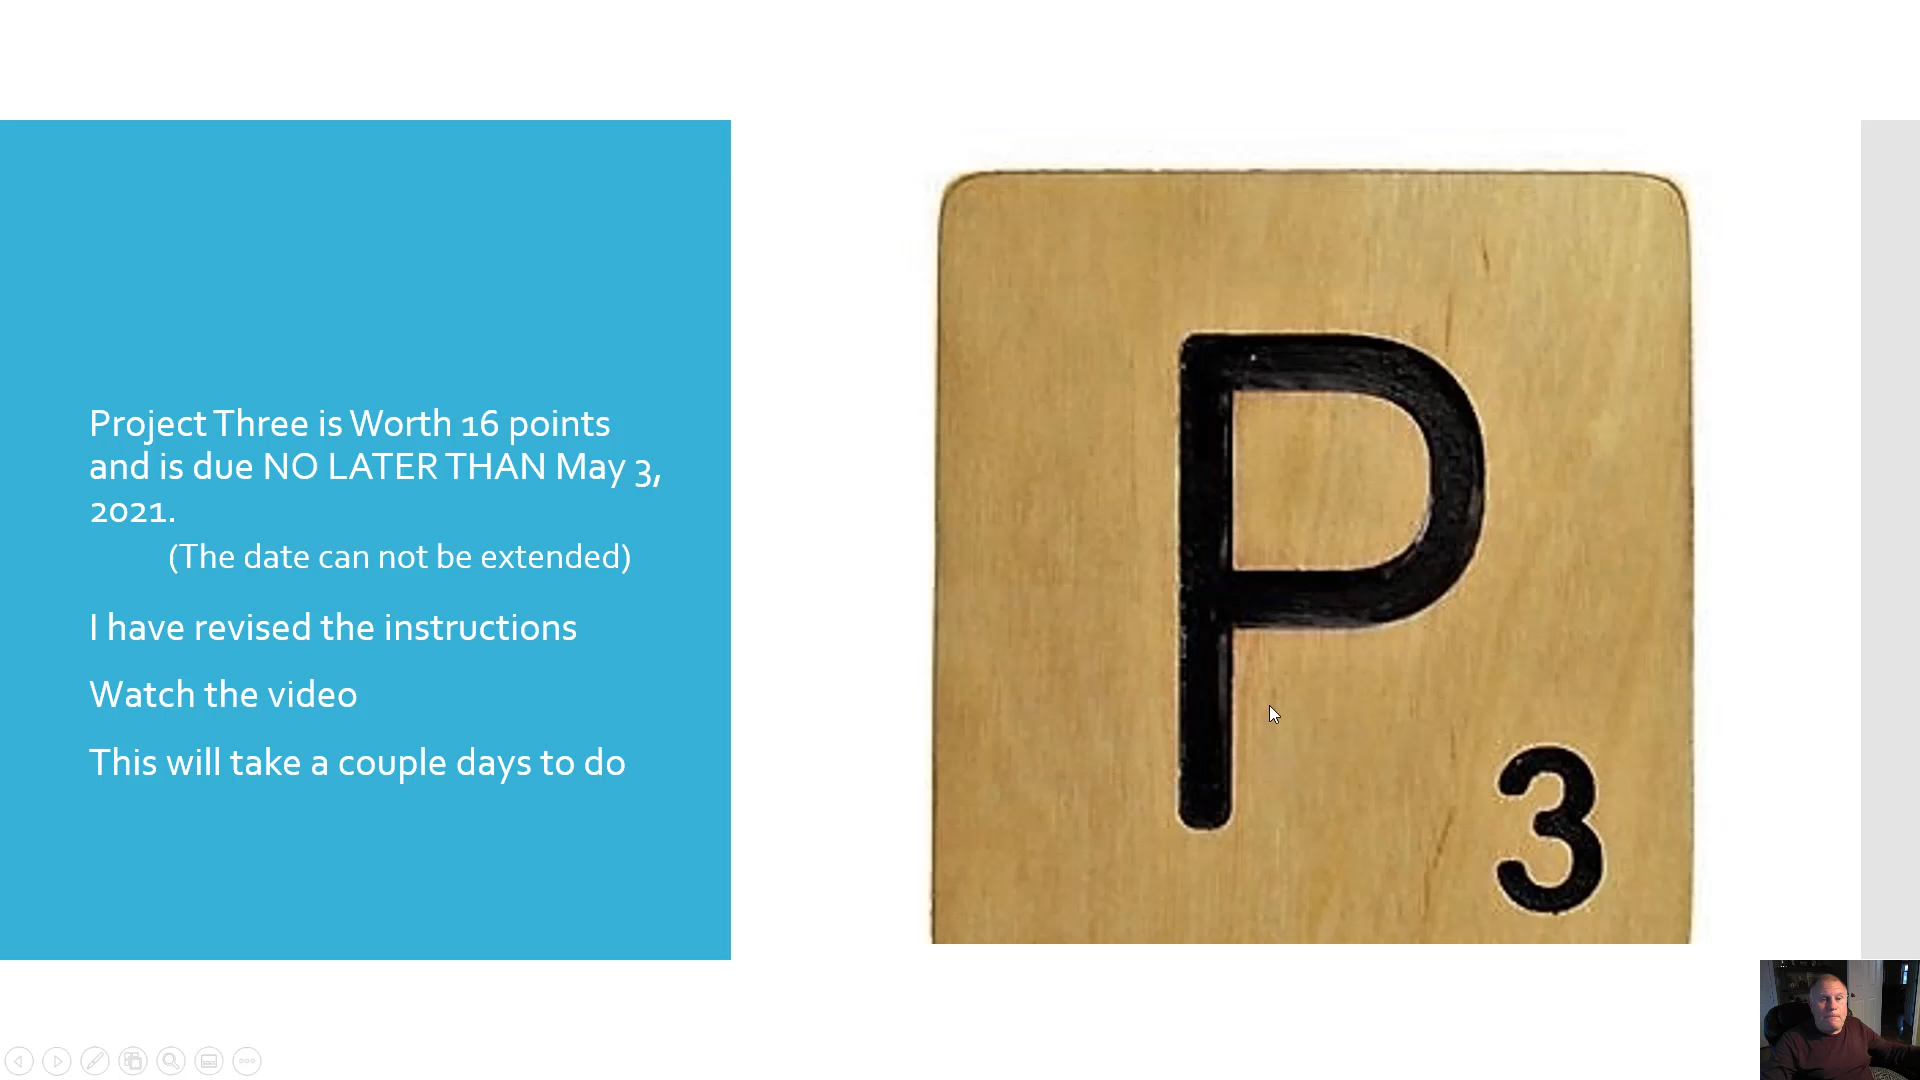 Project Three is Worth 16 points
and is due NO LATER THAN May 3,
2021.
(The date can not be extended)
I have revised the instructions
Watch the video
This will take a couple days to do
P
3